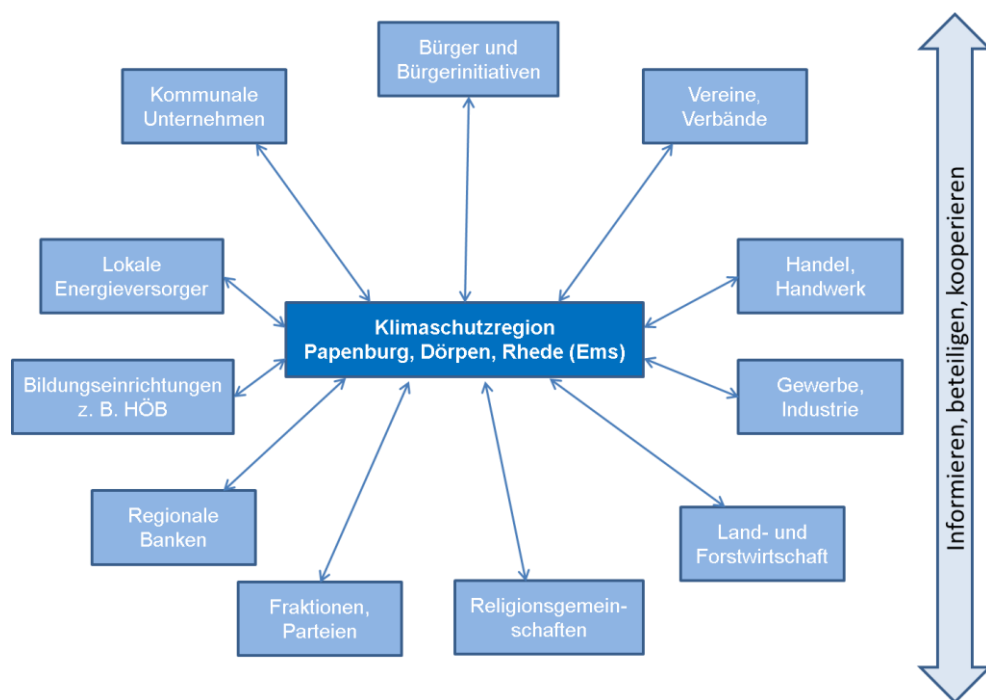 Bürger und
Bürgerinitiativen
Kommunale
Unternehmen
Vereine,
Verbände
Lokale
Energieversorger
Handel,
Handwerk
Klimaschutzregion
Papenburg, Dörpen, Rhede (Ems)
Bildungseinrichtungen
z. B. HÖB
Gewerbe,
Industrie
Regionale
Banken
Land- und
Forstwirtschaft
Fraktionen,
Parteien
Religionsgemein-
schaften
Informieren, beteiligen, kooperieren